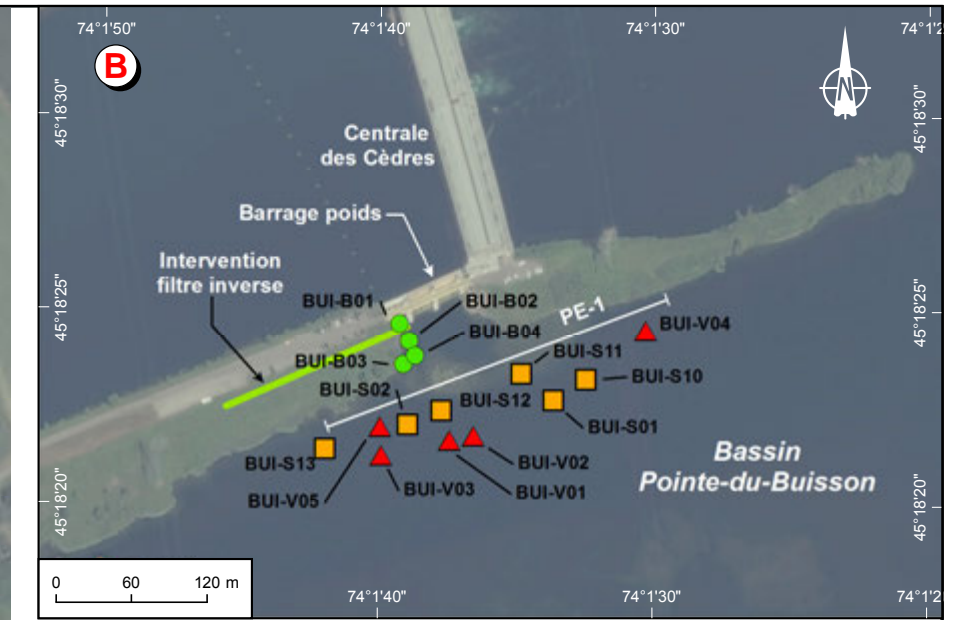 74°1'50"
74°1'40"
74°1'30"
74°1'2
B
N
45°18'30"
45°18'30"
Centrale
des Cèdres
Barrage poids
Intervention
filtre inverse
BUI-B01
BUI-B02
45°18'25"
45°18'25"
PE-1
BUI-V04
BUI-B04
BUI-B03
BUI-S11
BUI-S10
BUI-S02
BUI-S12
BUI-S01
BUI-S13
BUI-V02
Bassin
Pointe-du-Buisson
BUI-V05
BUI-V03
BUI-V01
45°18'20"
45°18'20"
0 60 120 m
74°1'40"
74°1'30"
74°1'2